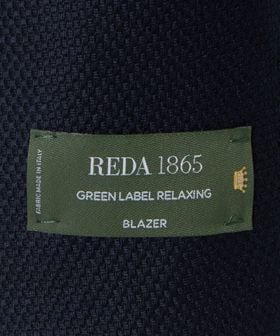 FABRIC MADE IN ITALY
REDA 1865
GREEN LABEL RELAXING
BLAZER